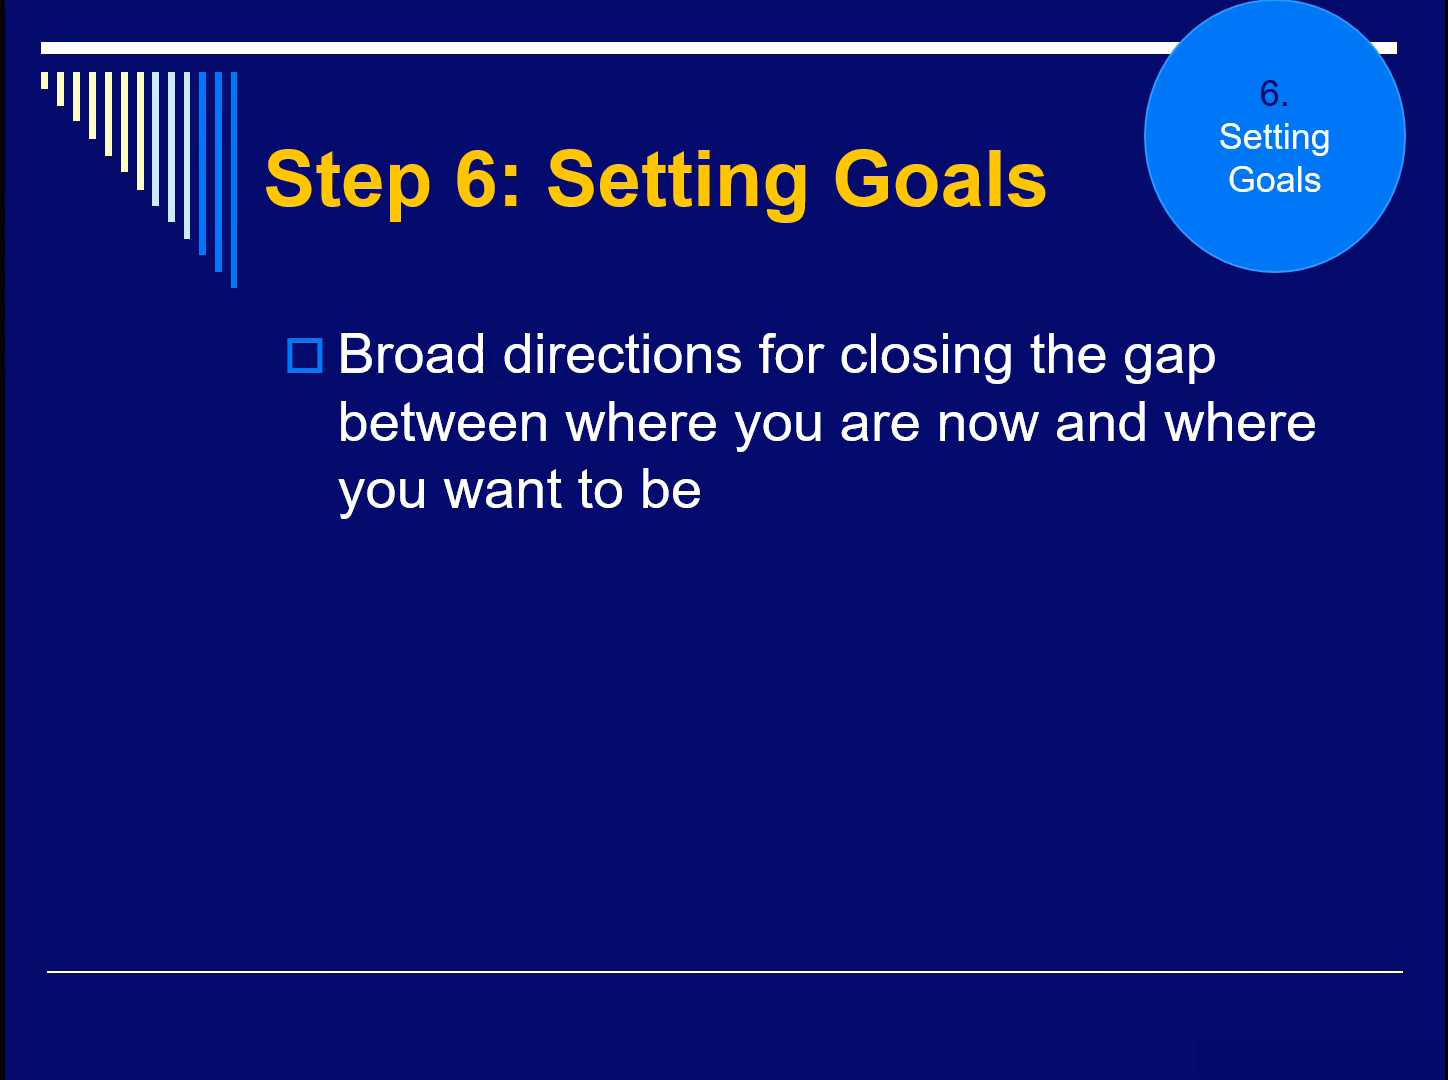 6.
Setting
Goals
Step 6: Setting Goals
Broad directions for closing the gap
between where you are now and where
you want to be